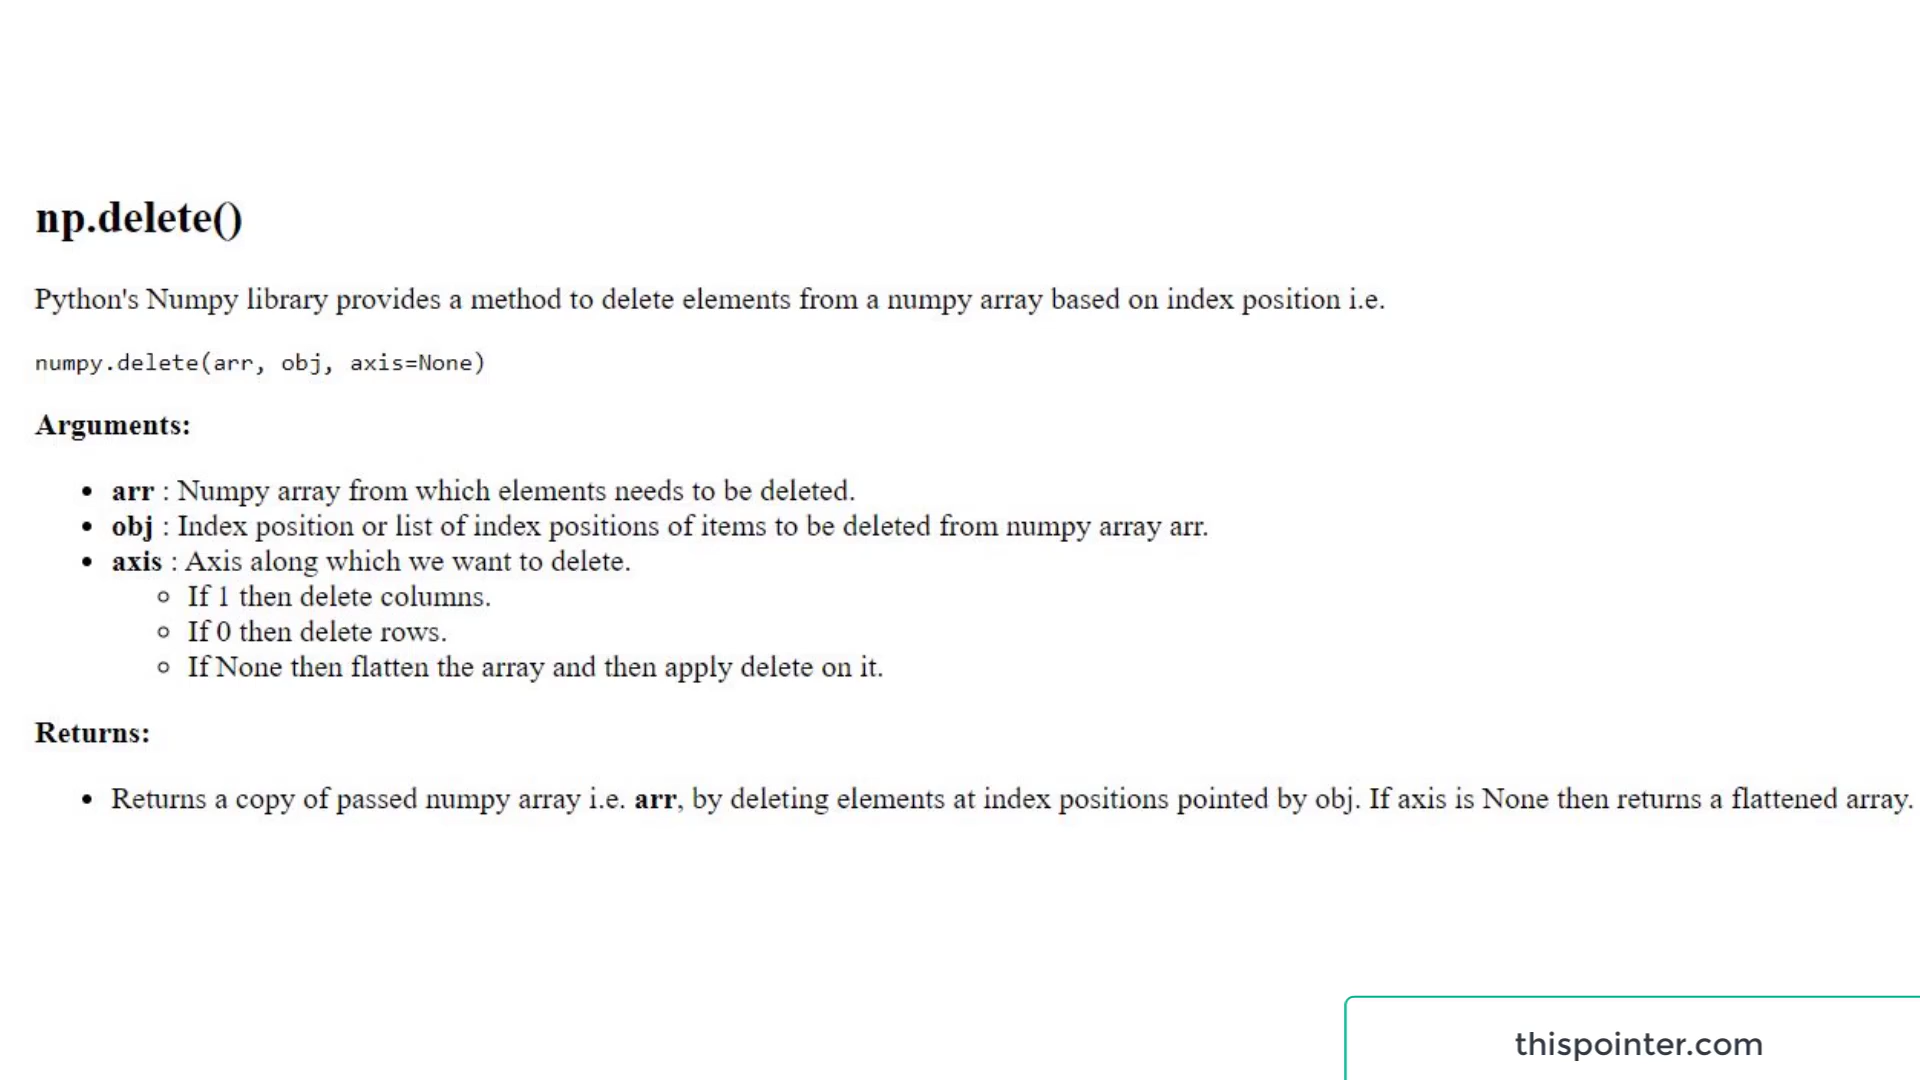 np.delete()
Python's Numpy library provides a method to delete elements from a numpy array based on index position i.e.
numpy.delete(arr, obj, axis=None)
Arguments:
• arr : Numpy array from which elements needs to be deleted.
• obj : Index position or list of index positions of items to be deleted from numpy array arr.
• axis : Axis along which we want to delete.
◦ If 1 then delete columns.
◦ If 0 then delete rows.
◦ If None then flatten the array and then apply delete on it.
Returns:
• Returns a copy of passed numpy array i.e. arr, by deleting elements at index positions pointed by obj. If axis is None then returns a flattened array.
thispointer.com